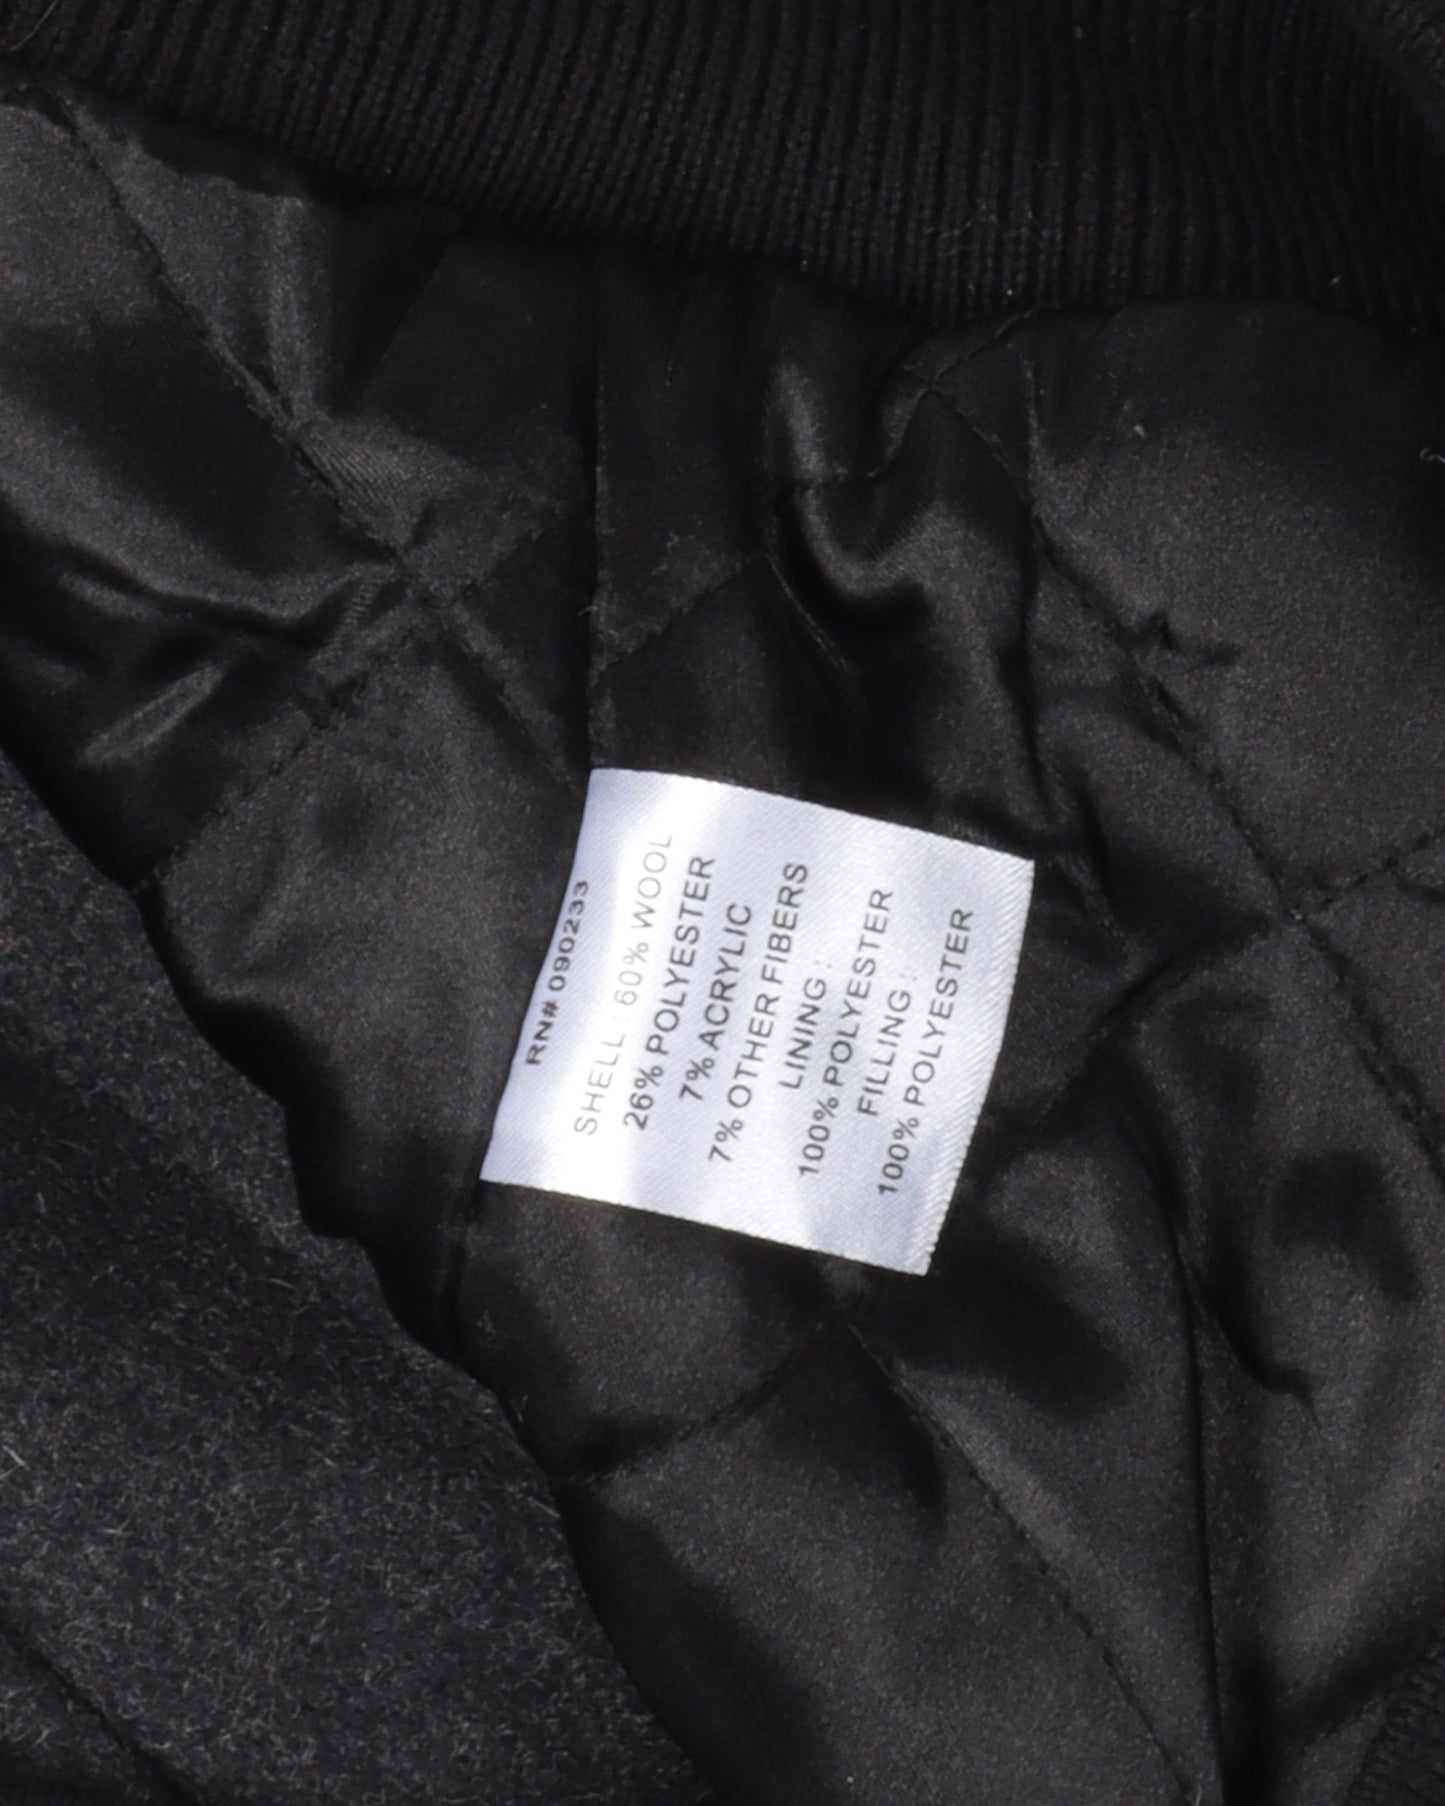 RN# 090233
SHELL : 60% WOOL
26% POLYESTER
7% ACRYLIC
7% OTHER FIBERS
LINING :
100% POLYESTER
FILLING :
100% POLYESTER